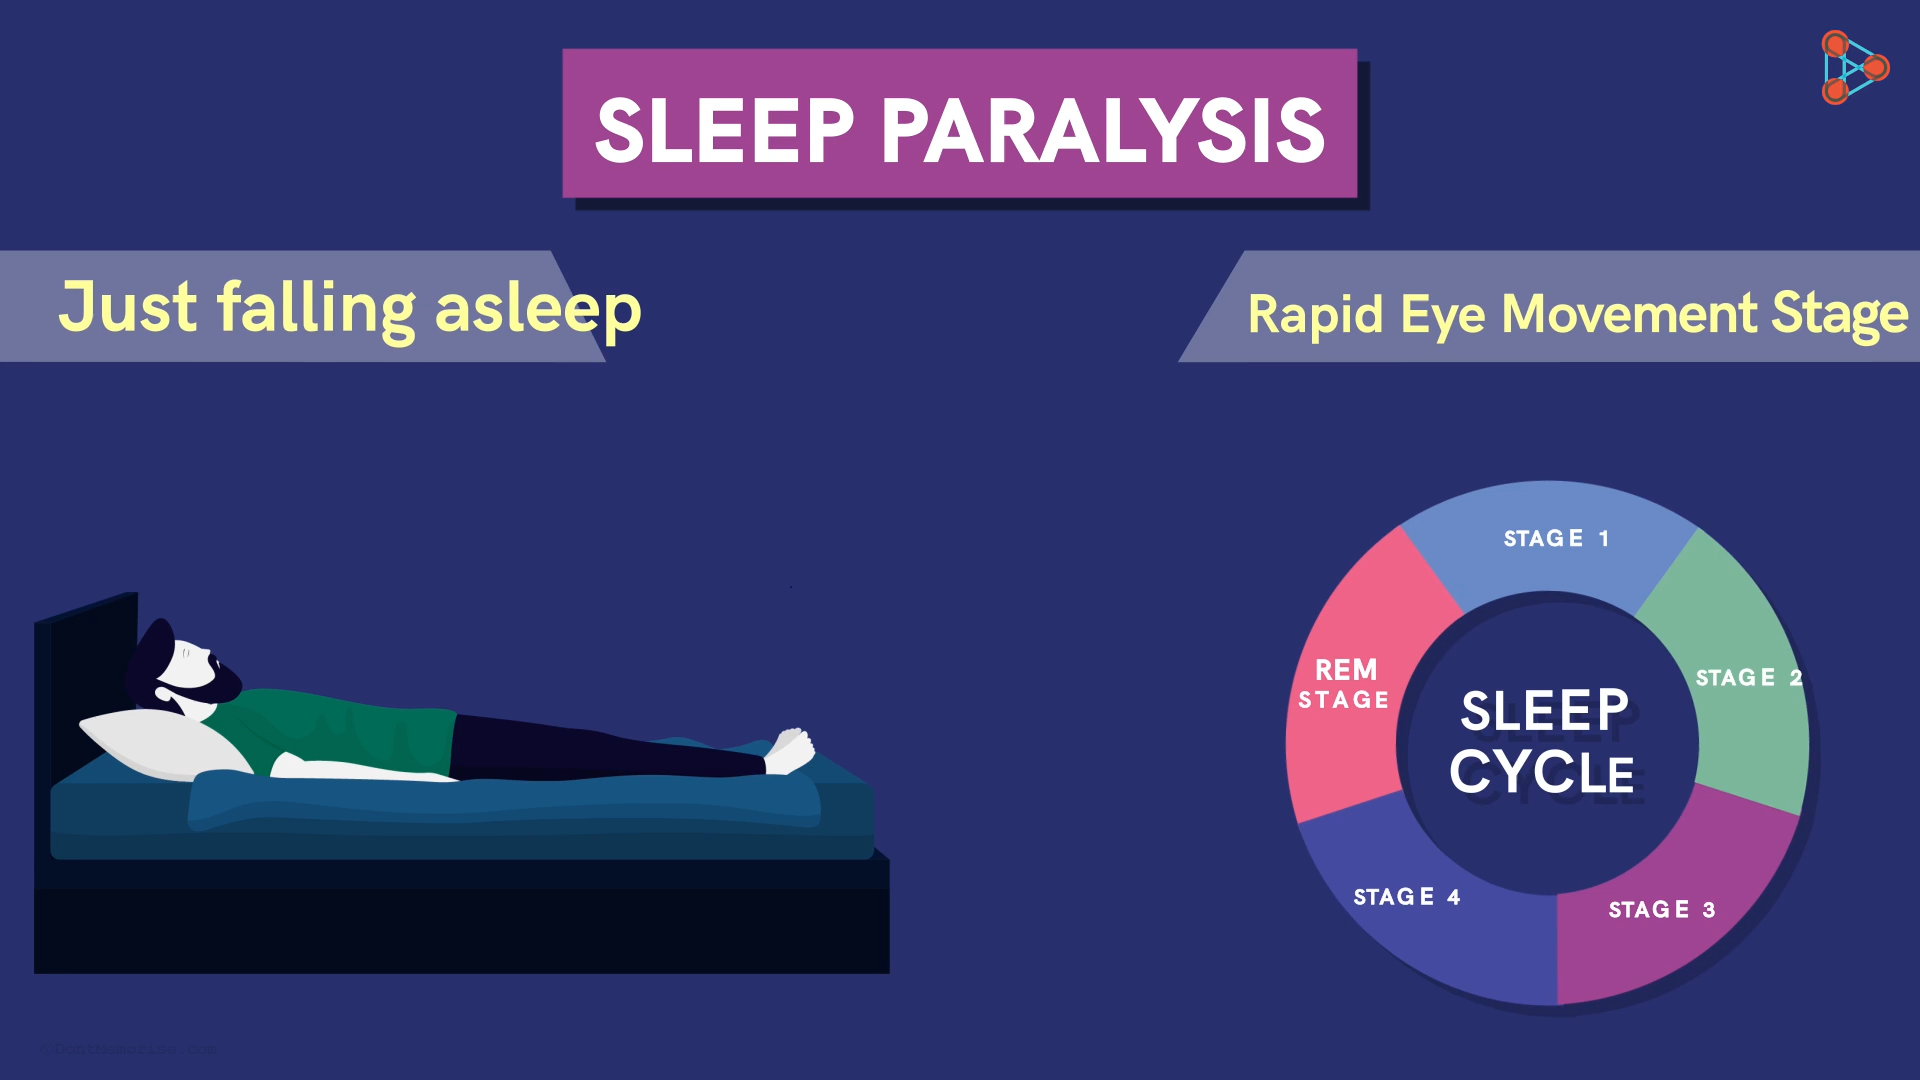 SLEEP PARALYSIS
Just falling asleep
Rapid Eye Movement Stage
STAGE 1
STAGE 2
REM
STAGE
SLEEP
CYCLE
STAGE 4
STAGE 3